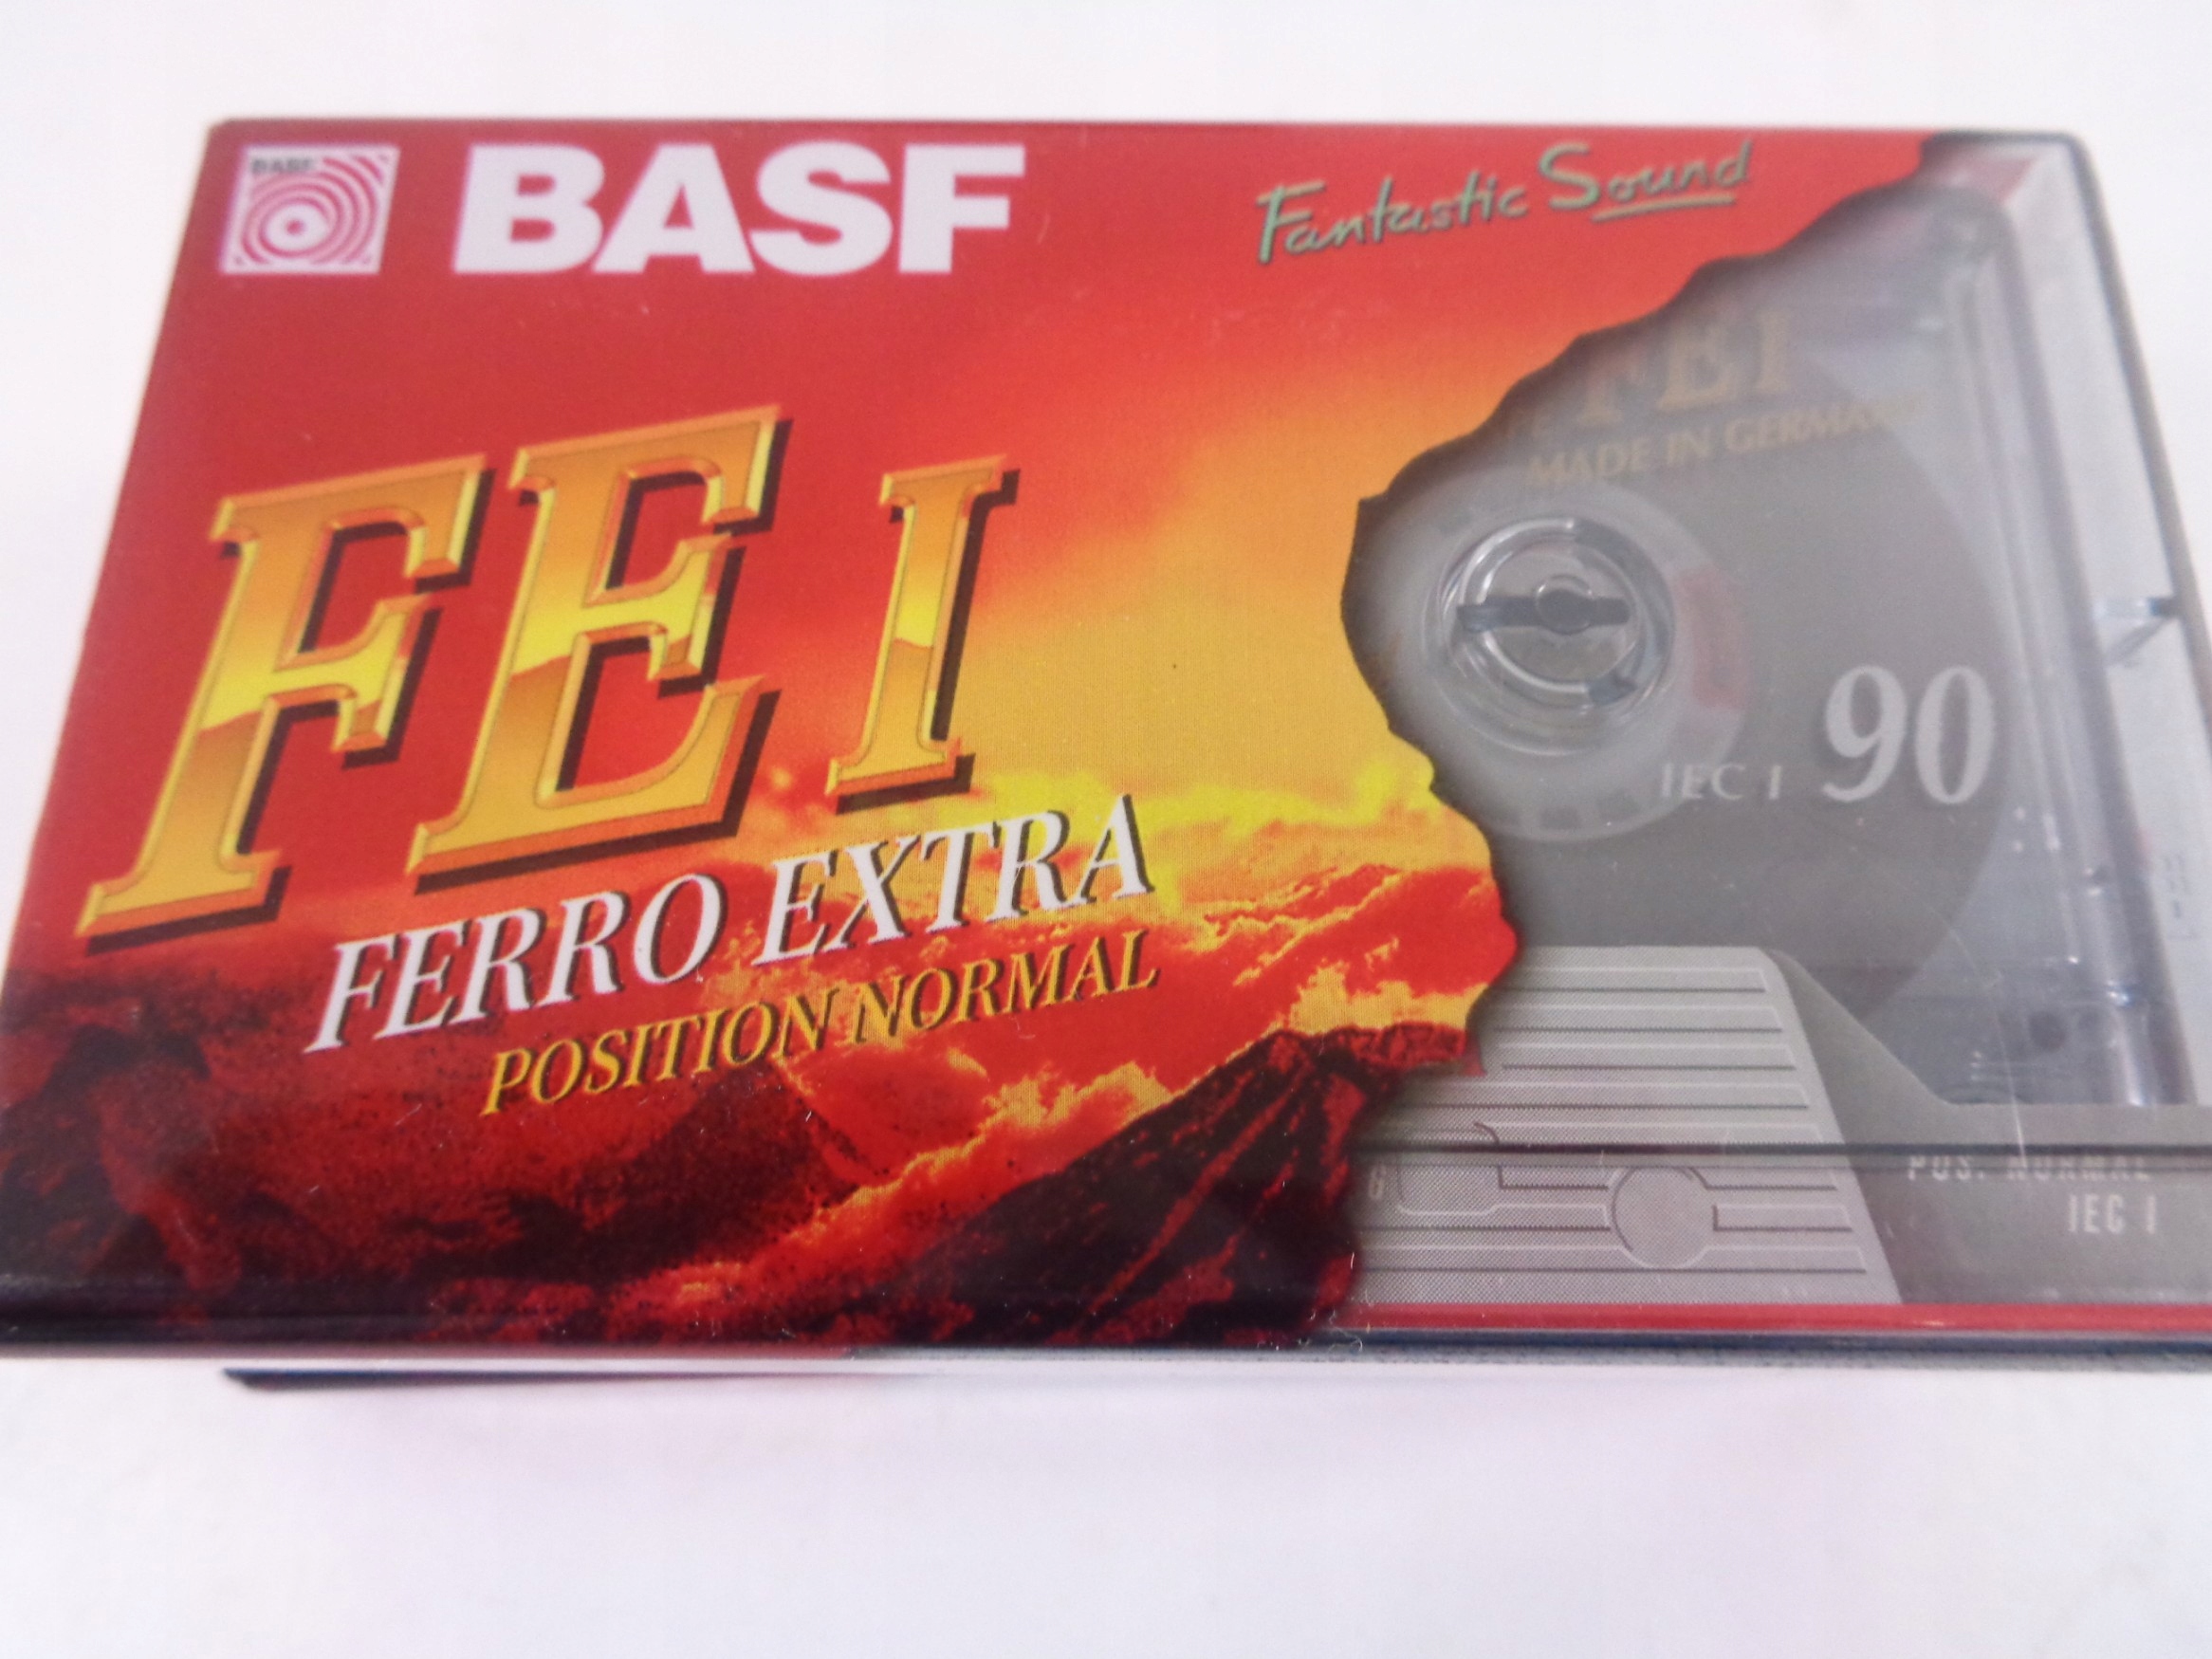 BASF
BASF
Fantastic Sound
FE I
FERRO EXTRA
POSITION NORMAL
FE I
MADE IN GERMANY
IEC I 90
POS. NORMAL
IEC I